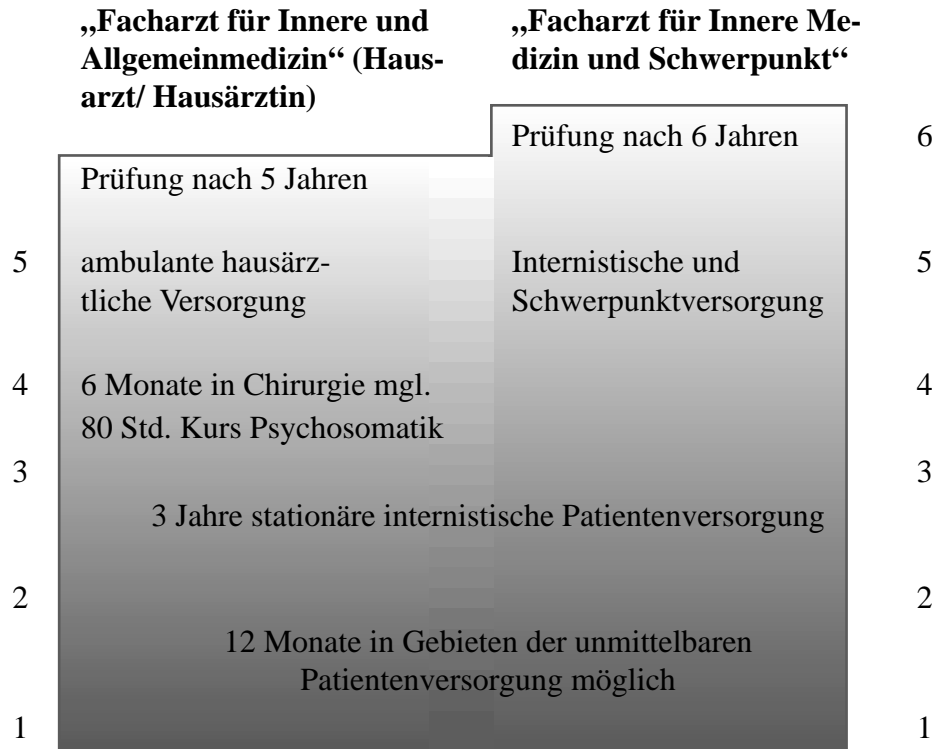 „Facharzt für Innere und
Allgemeinmedizin“ (Haus-
arzt/ Hausärztin)
„Facharzt für Innere Me-
dizin und Schwerpunkt“
Prüfung nach 6 Jahren
6
Prüfung nach 5 Jahren
5
ambulante hausärz-
tliche Versorgung
Internistische und
Schwerpunktversorgung
5
4
6 Monate in Chirurgie mgl.
80 Std. Kurs Psychosomatik
4
3
3
3 Jahre stationäre internistische Patientenversorgung
2
2
12 Monate in Gebieten der unmittelbaren
Patientenversorgung möglich
1
1